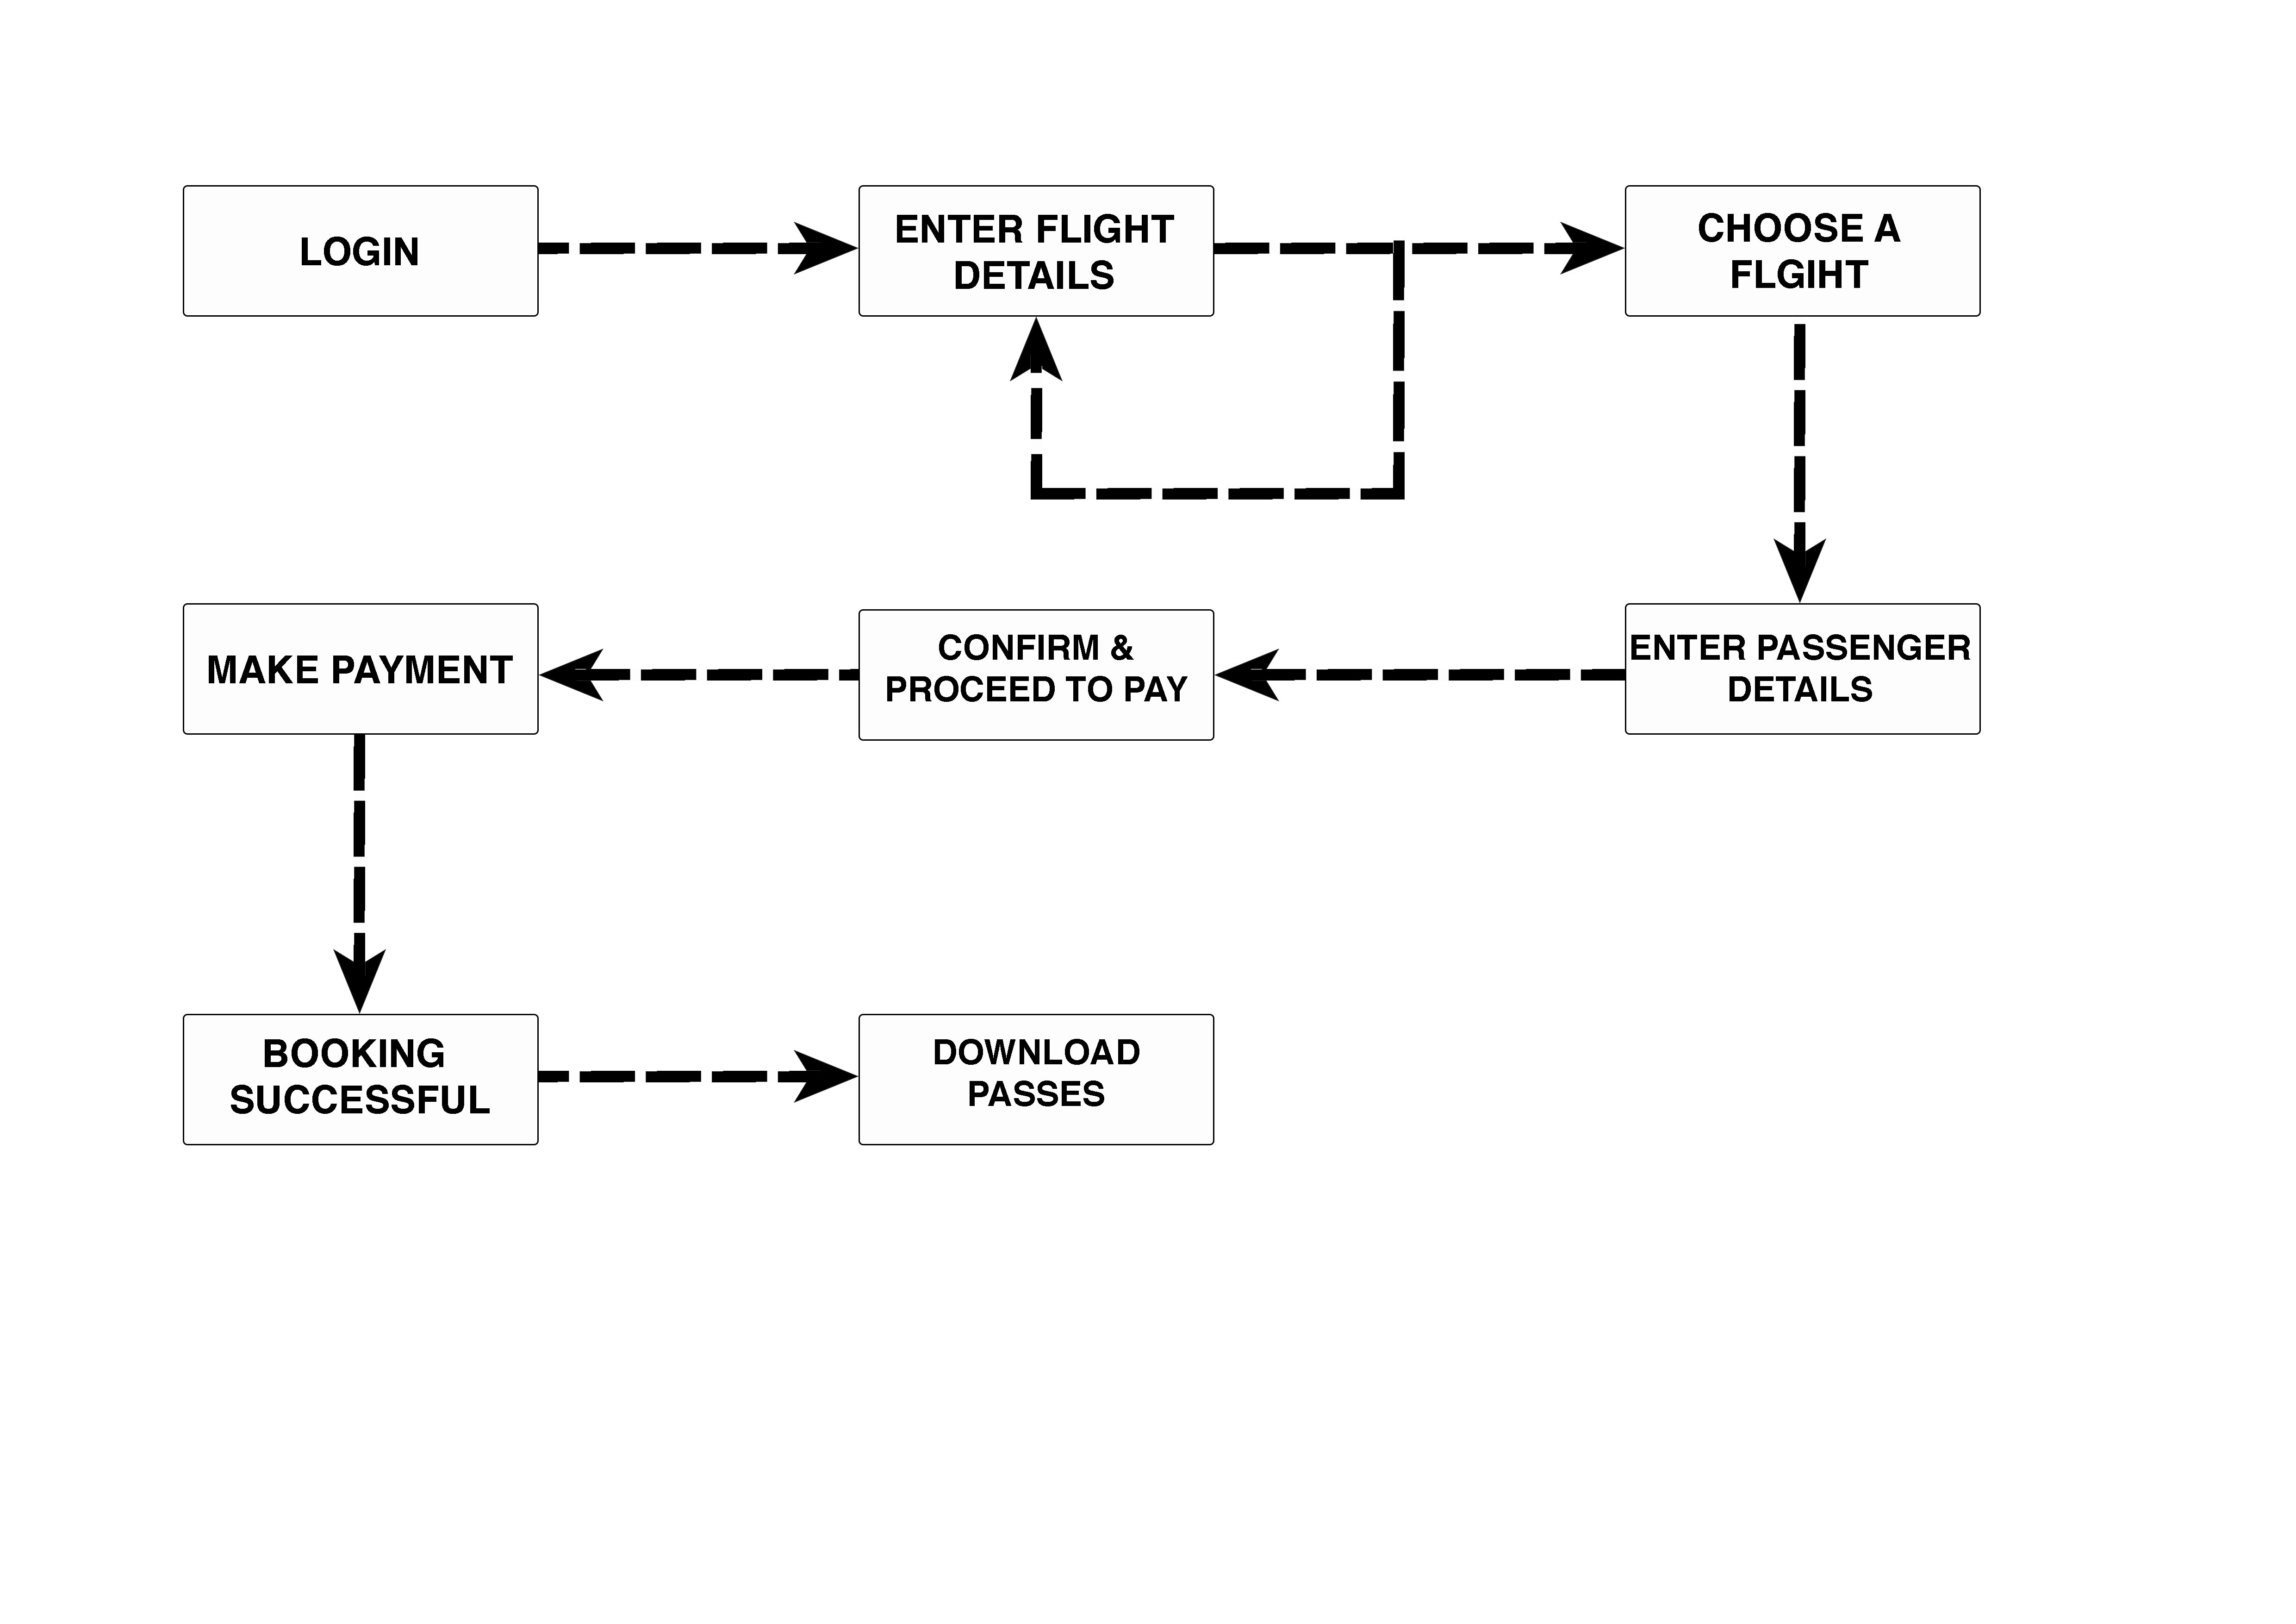 LOGIN
ENTER FLIGHT
DETAILS
CHOOSE A
FLGIHT
MAKE PAYMENT
CONFIRM &
PROCEED TO PAY
ENTER PASSENGER
DETAILS
BOOKING
SUCCESSFUL
DOWNLOAD
PASSES